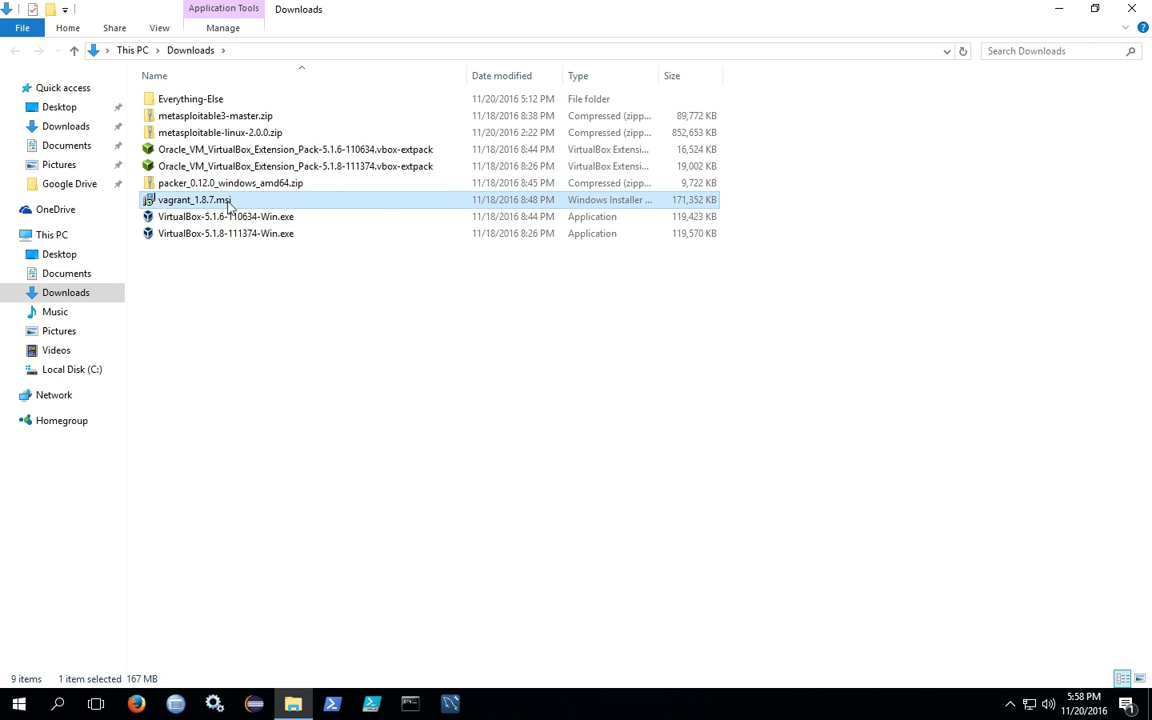 Application Tools Downloads
File Home Share View Manage
This PC Downloads Search Downloads
Name Date modified Type Size
Quick access
Desktop
Downloads
Documents
Pictures
Google Drive
OneDrive
This PC
Desktop
Documents
Downloads
Music
Pictures
Videos
Local Disk (C:)
Network
Homegroup
Everything-Else 11/20/2016 5:12 PM File folder
metasploitable3-master.zip 11/18/2016 8:38 PM Compressed (zipp... 89,772 KB
metasploitable-linux-2.0.0.zip 11/20/2016 2:22 PM Compressed (zipp... 852,653 KB
Oracle_VM_VirtualBox_Extension_Pack-5.1.6-110634.vbox-extpack 11/18/2016 8:44 PM VirtualBox Extensi... 16,524 KB
Oracle_VM_VirtualBox_Extension_Pack-5.1.8-111374.vbox-extpack 11/18/2016 8:26 PM VirtualBox Extensi... 19,002 KB
packer_0.12.0_windows_amd64.zip 11/18/2016 8:45 PM Compressed (zipp... 9,722 KB
vagrant_1.8.7.msi 11/18/2016 8:48 PM Windows Installer ... 171,352 KB
VirtualBox-5.1.6-110634-Win.exe 11/18/2016 8:44 PM Application 119,423 KB
VirtualBox-5.1.8-111374-Win.exe 11/18/2016 8:26 PM Application 119,570 KB
9 items 1 item selected 167 MB
5:58 PM
11/20/2016
1